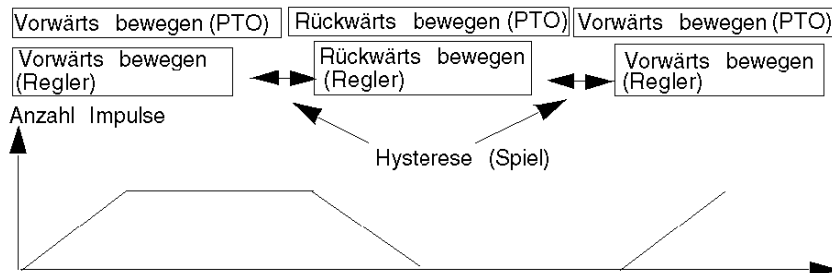 Vorwärts bewegen (PTO)
Rückwärts bewegen (PTO)
Vorwärts bewegen (PTO)
Vorwärts bewegen
(Regler)
Rückwärts bewegen
(Regler)
Vorwärts bewegen
(Regler)
Anzahl Impulse
Hysterese (Spiel)